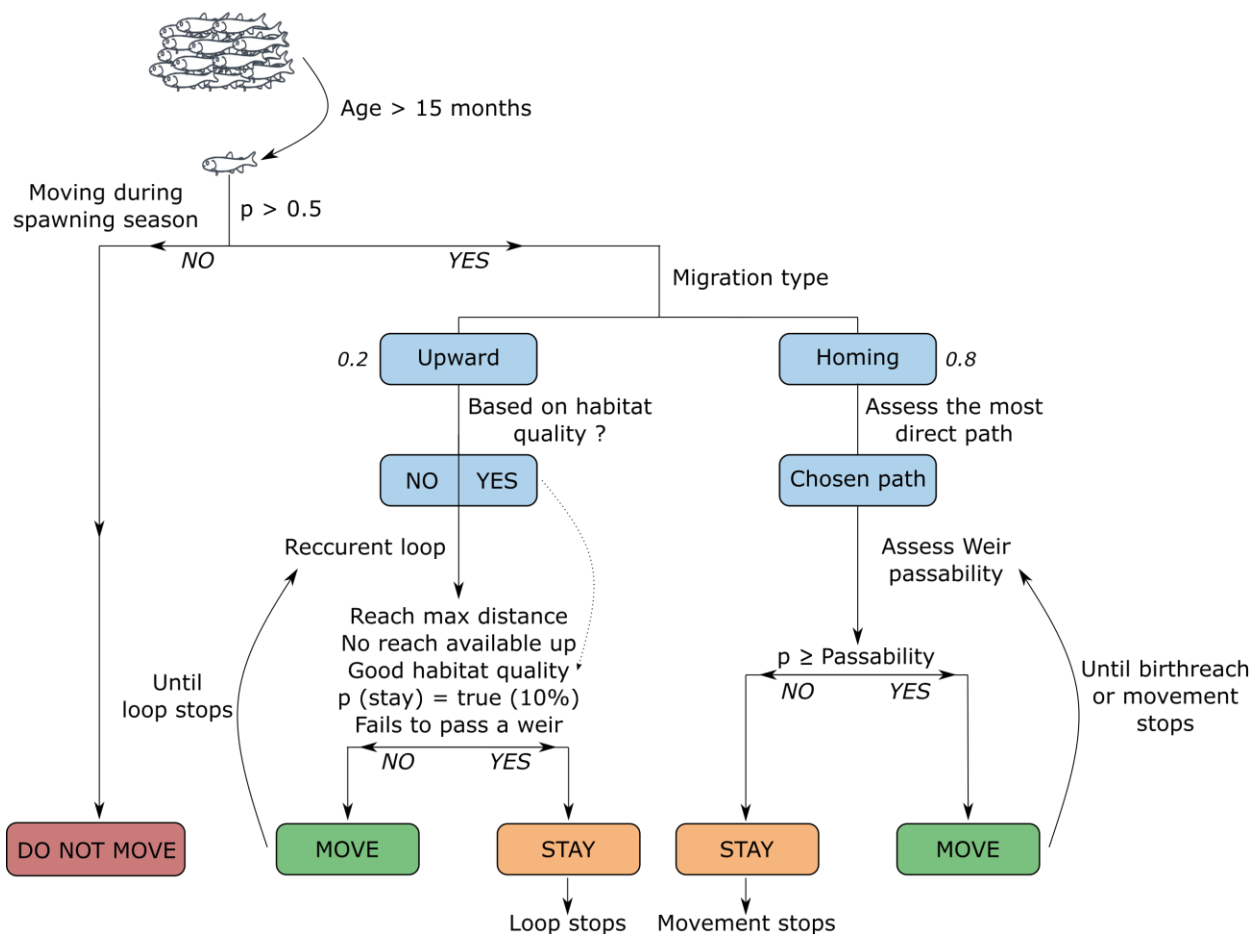 Age > 15 months
Moving during
spawning season
p > 0.5
NO
YES
Migration type
0.2
Upward
Homing
0.8
Based on habitat
quality ?
Assess the most
direct path
NO
YES
Chosen path
Reccurent loop
Assess Weir
passability
Reach max distance
No reach available up
Good habitat quality
p (stay) = true (10%)
Fails to pass a weir
p ≥ Passability
Until
loop stops
Until birthreach
or movement
stops
NO
YES
NO
YES
DO NOT MOVE
MOVE
STAY
STAY
MOVE
Loop stops
Movement stops